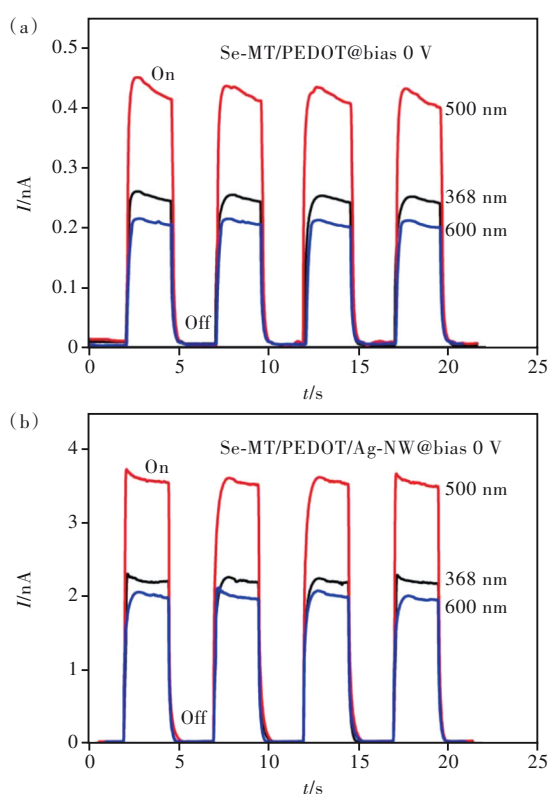 (a)
0.5
Se-MT/PEDOT@bias 0 V
On
0.4
500 nm
0.3
I/nA
368 nm
0.2
600 nm
0.1
Off
0
0 5 10 15 20 25
t/s
(b)
4
Se-MT/PEDOT/Ag-NW@bias 0 V
On
500 nm
3
I/nA
368 nm
2
600 nm
1
Off
0
0 5 10 15 20 25
t/s